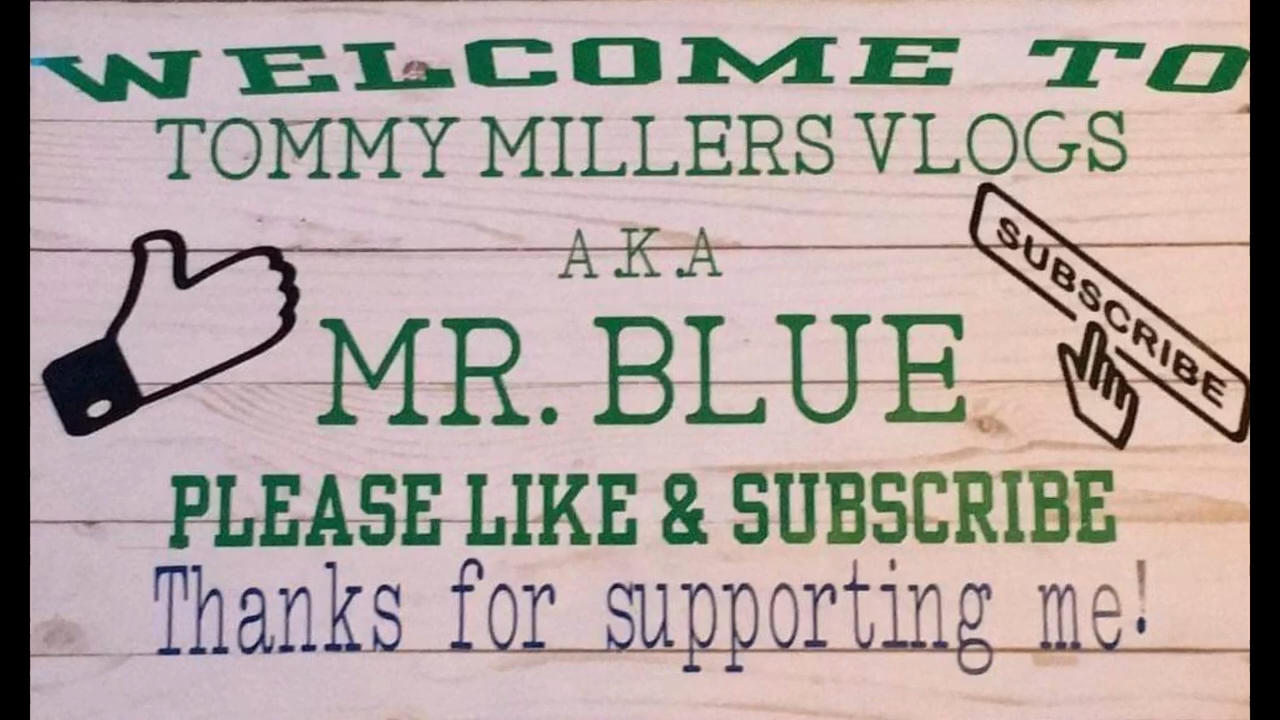 WELCOME TO
TOMMY MILLERS VLOGS
A.K.A
MR. BLUE
SUBSCRIBE
PLEASE LIKE & SUBSCRIBE
Thanks for supporting me!